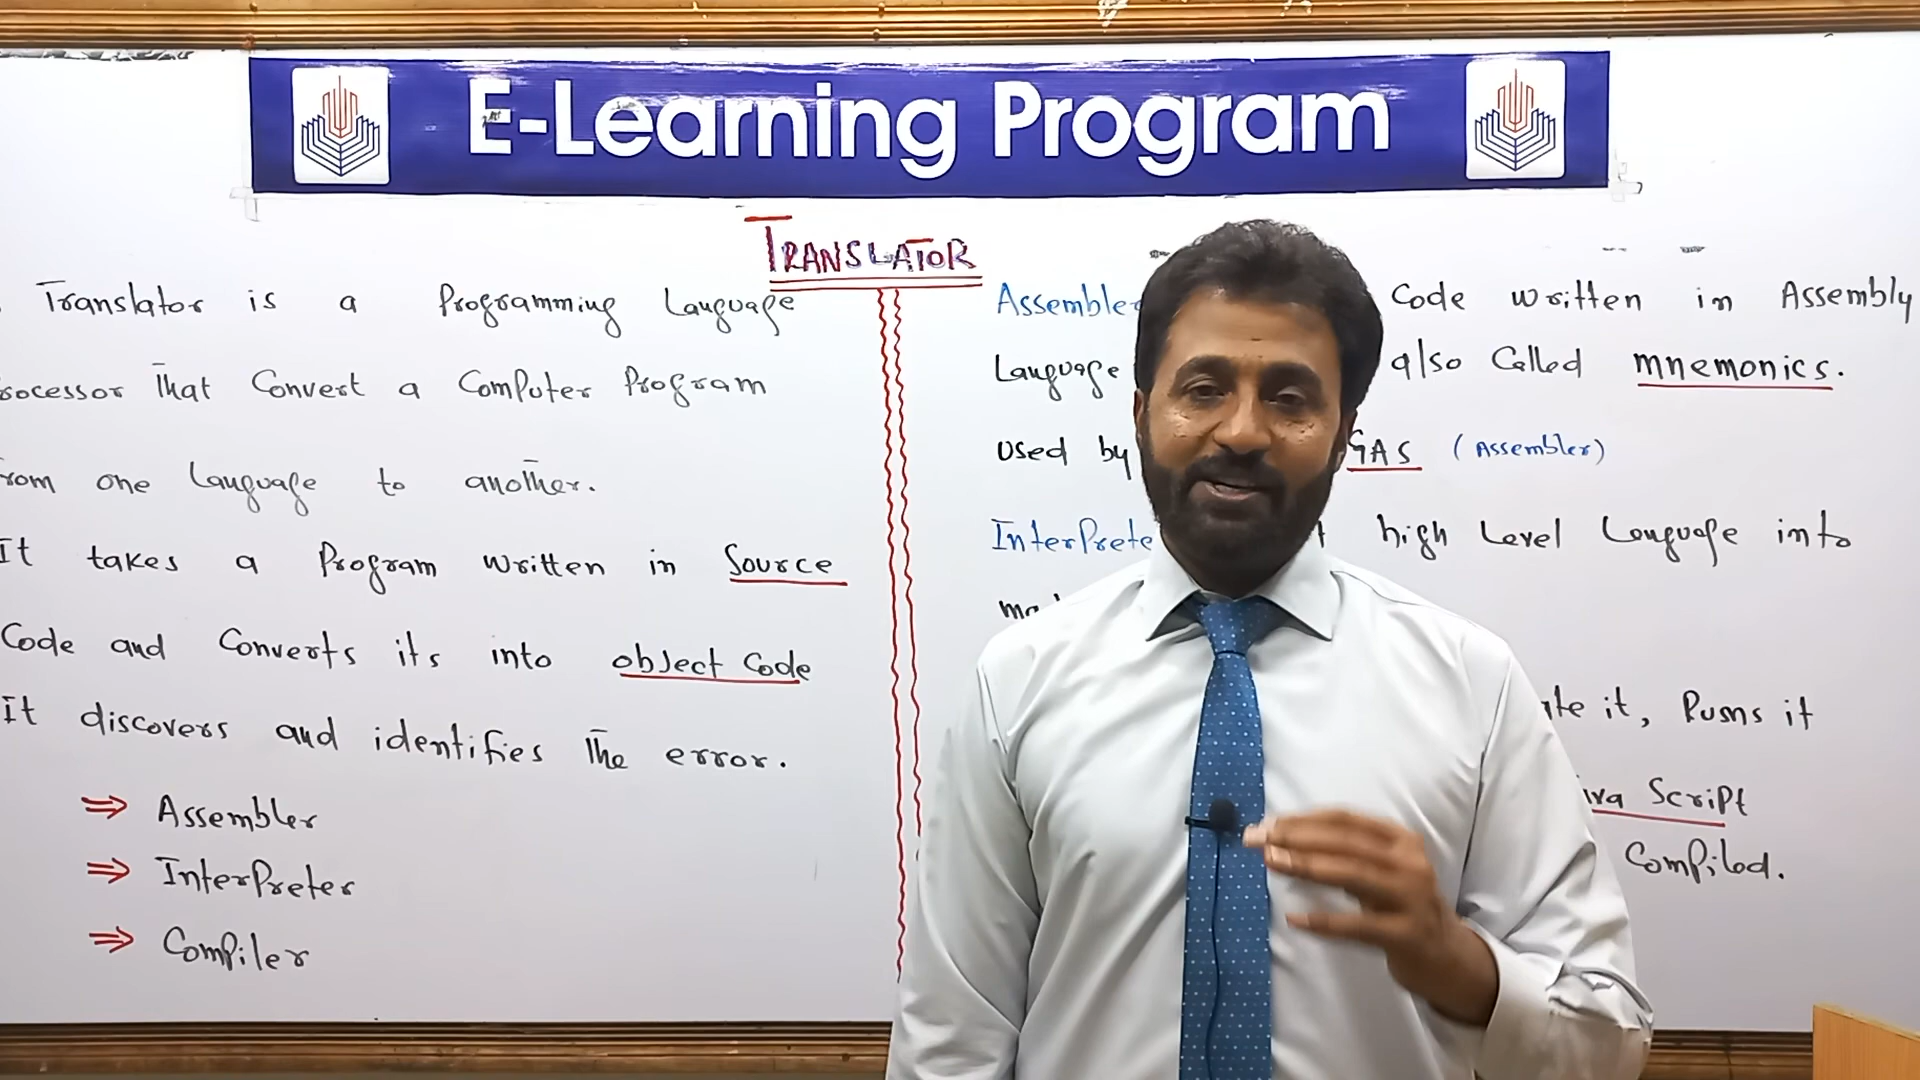 E-Learning Program
TRANSLATOR
Translator is a Programming Language
rocessor That Convert a Computer Program
rom one Language to another.
It takes a Program written in Source
Code and Converts its into object Code
It discovers and identifies The error.
⇒ Assembler
⇒ InterPreter
⇒ Compiler
Assembler Code written in Assembly
Language also Called mnemonics.
used by GAS (Assembler)
InterPrete high Level Language into
te it, Runs it
va Script
Compiled.